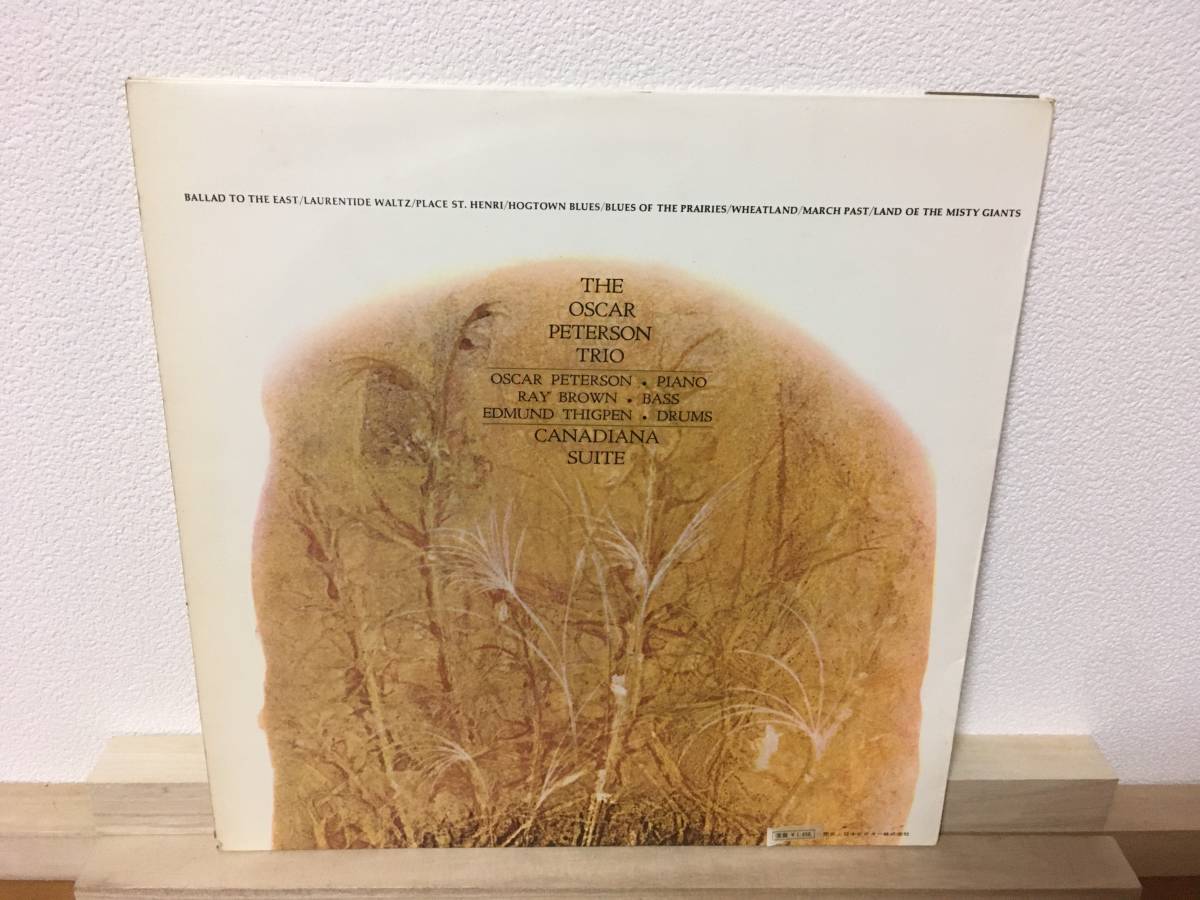 BALLAD TO THE EAST/LAURENTIDE WALTZ/PLACE ST. HENRI/HOGTOWN BLUES/BLUES OF THE PRAIRIES/WHEATLAND/MARCH PAST/LAND OF THE MISTY GIANTS
THE
OSCAR
PETERSON
TRIO
OSCAR PETERSON • PIANO
RAY BROWN • BASS
EDMUND THIGPEN • DRUMS
CANADIANA
SUITE